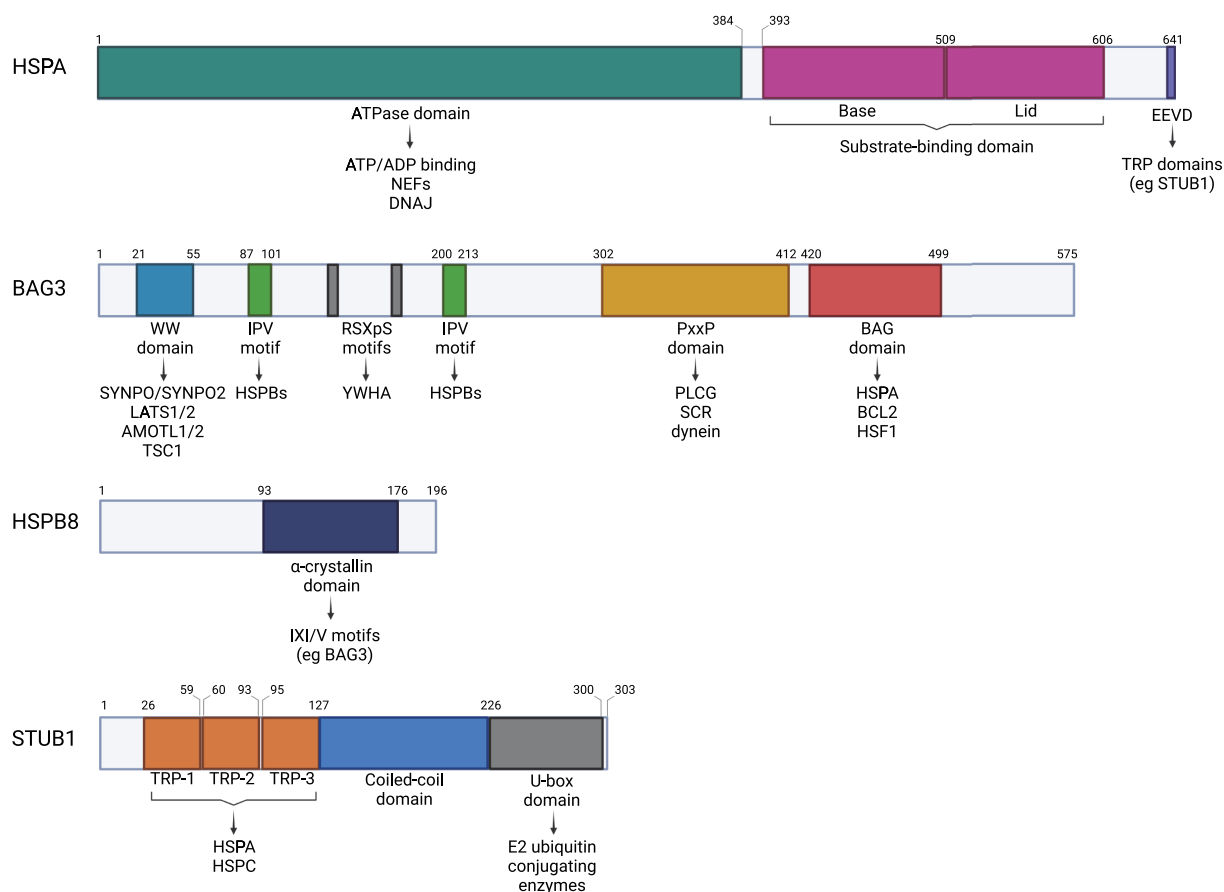 1 384 393 509 606 641
HSPA
ATPase domain Base Lid EEVD
Substrate-binding domain
ATP/ADP binding TRP domains
NEFs (eg STUB1)
DNAJ
1 21 55 87 101 200 213 302 412 420 499 575
BAG3
WW IPV RSXpS IPV PxxP BAG
domain motif motifs motif domain domain
SYNPO/SYNPO2 HSPBs YWHA HSPBs PLCG HSPA
LATS1/2 SCR BCL2
AMOTL1/2 dynein HSF1
TSC1
1 93 176 196
HSPB8
α-crystallin
domain
IXI/V motifs
(eg BAG3)
1 26 59 60 93 95 127 226 300 303
STUB1
TRP-1 TRP-2 TRP-3 Coiled-coil U-box
domain domain
HSPA E2 ubiquitin
HSPC conjugating
enzymes